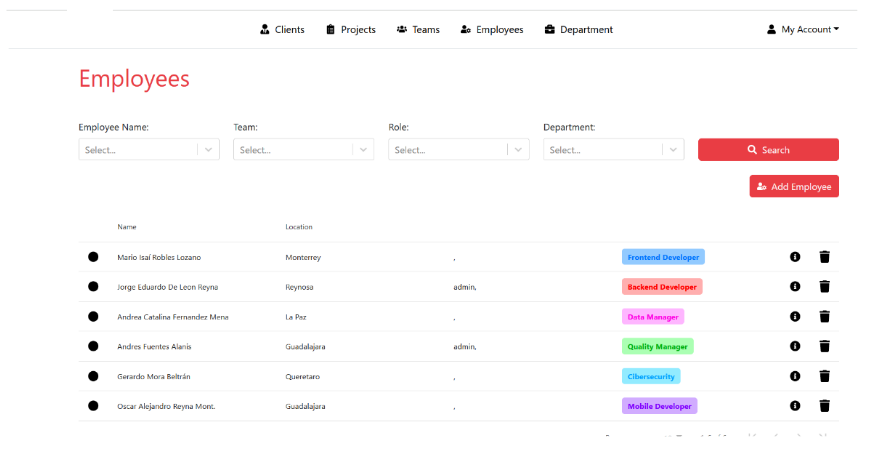 Clients Projects Teams Employees Department My Account
Employees
Employee Name: Team: Role: Department:
Select... Select... Select... Select... Search
Add Employee
Name Location
Mario Isaí Robles Lozano Monterrey , Frontend Developer
Jorge Eduardo De Leon Reyna Reynosa admin, Backend Developer
Andrea Catalina Fernandez Mena La Paz , Data Manager
Andres Fuentes Alanis Guadalajara admin, Quality Manager
Gerardo Mora Beltrán Queretaro , Cibersecurity
Oscar Alejandro Reyna Mont. Guadalajara , Mobile Developer